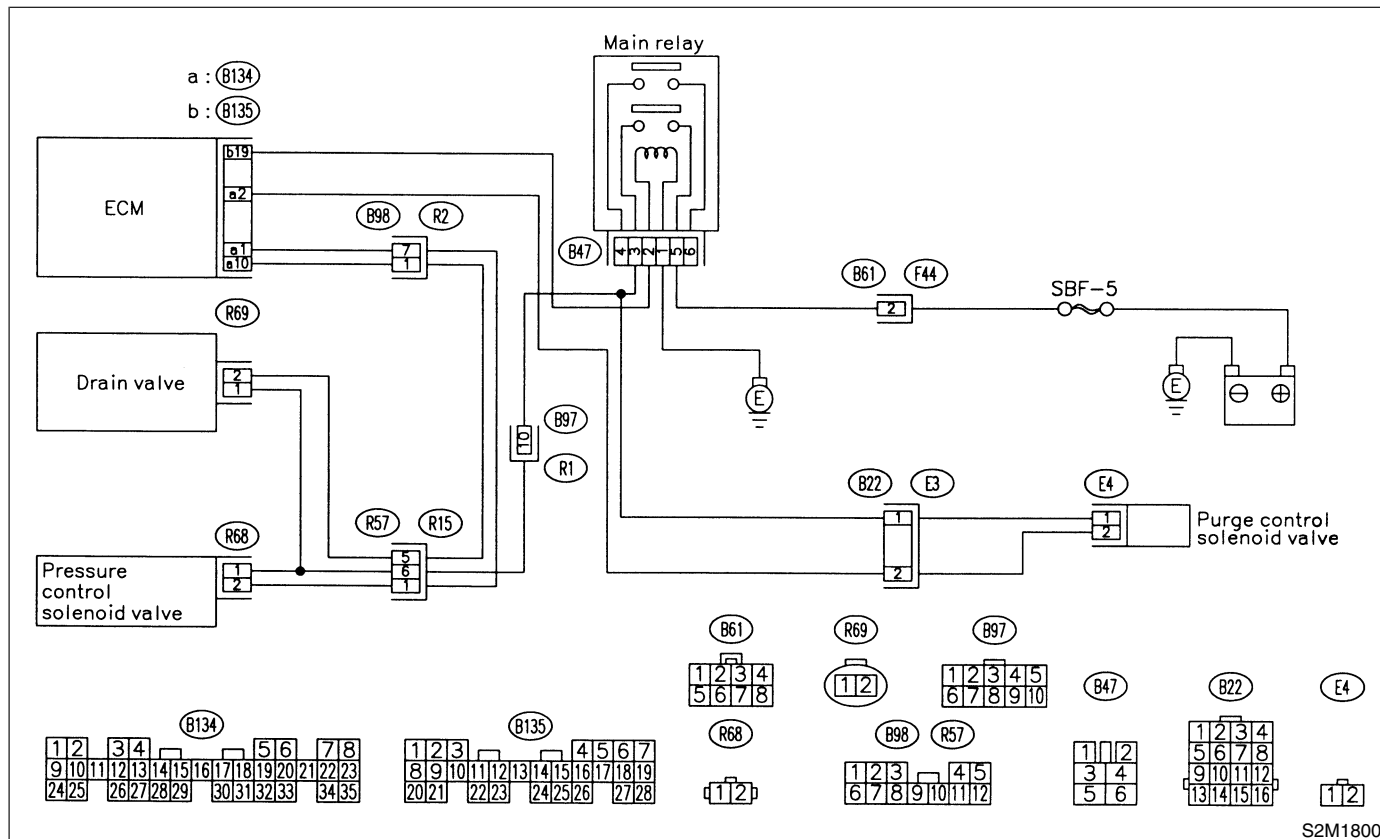 Main relay
a : B134
b : B135
ECM
b19
a2
a1
a10
B98 R2
7
1
B47
4 3 2 1 5 6
B61 F44
2
SBF-5
E
E
⊖ ⊕
R69
Drain valve
2
1
B97
10
R1
R57 R15
5
6
1
R68
Pressure
control
solenoid valve
1
2
B22 E3
1
2
E4
1
2
Purge control
solenoid valve
B61
1 2 3 4
5 6 7 8
R69
1 2
B97
1 2 3 4 5
6 7 8 9 10
B134
1 2 3 4 5 6 7 8
9 10 11 12 13 14 15 16 17 18 19 20 21 22 23
24 25 26 27 28 29 30 31 32 33 34 35
B135
1 2 3 4 5 6 7
8 9 10 11 12 13 14 15 16 17 18 19
20 21 22 23 24 25 26 27 28
R68
1 2
B98 R57
1 2 3 4 5
6 7 8 9 10 11 12
B47
1 2
3 4
5 6
B22
1 2 3 4
5 6 7 8
9 10 11 12
13 14 15 16
E4
1 2
S2M1800